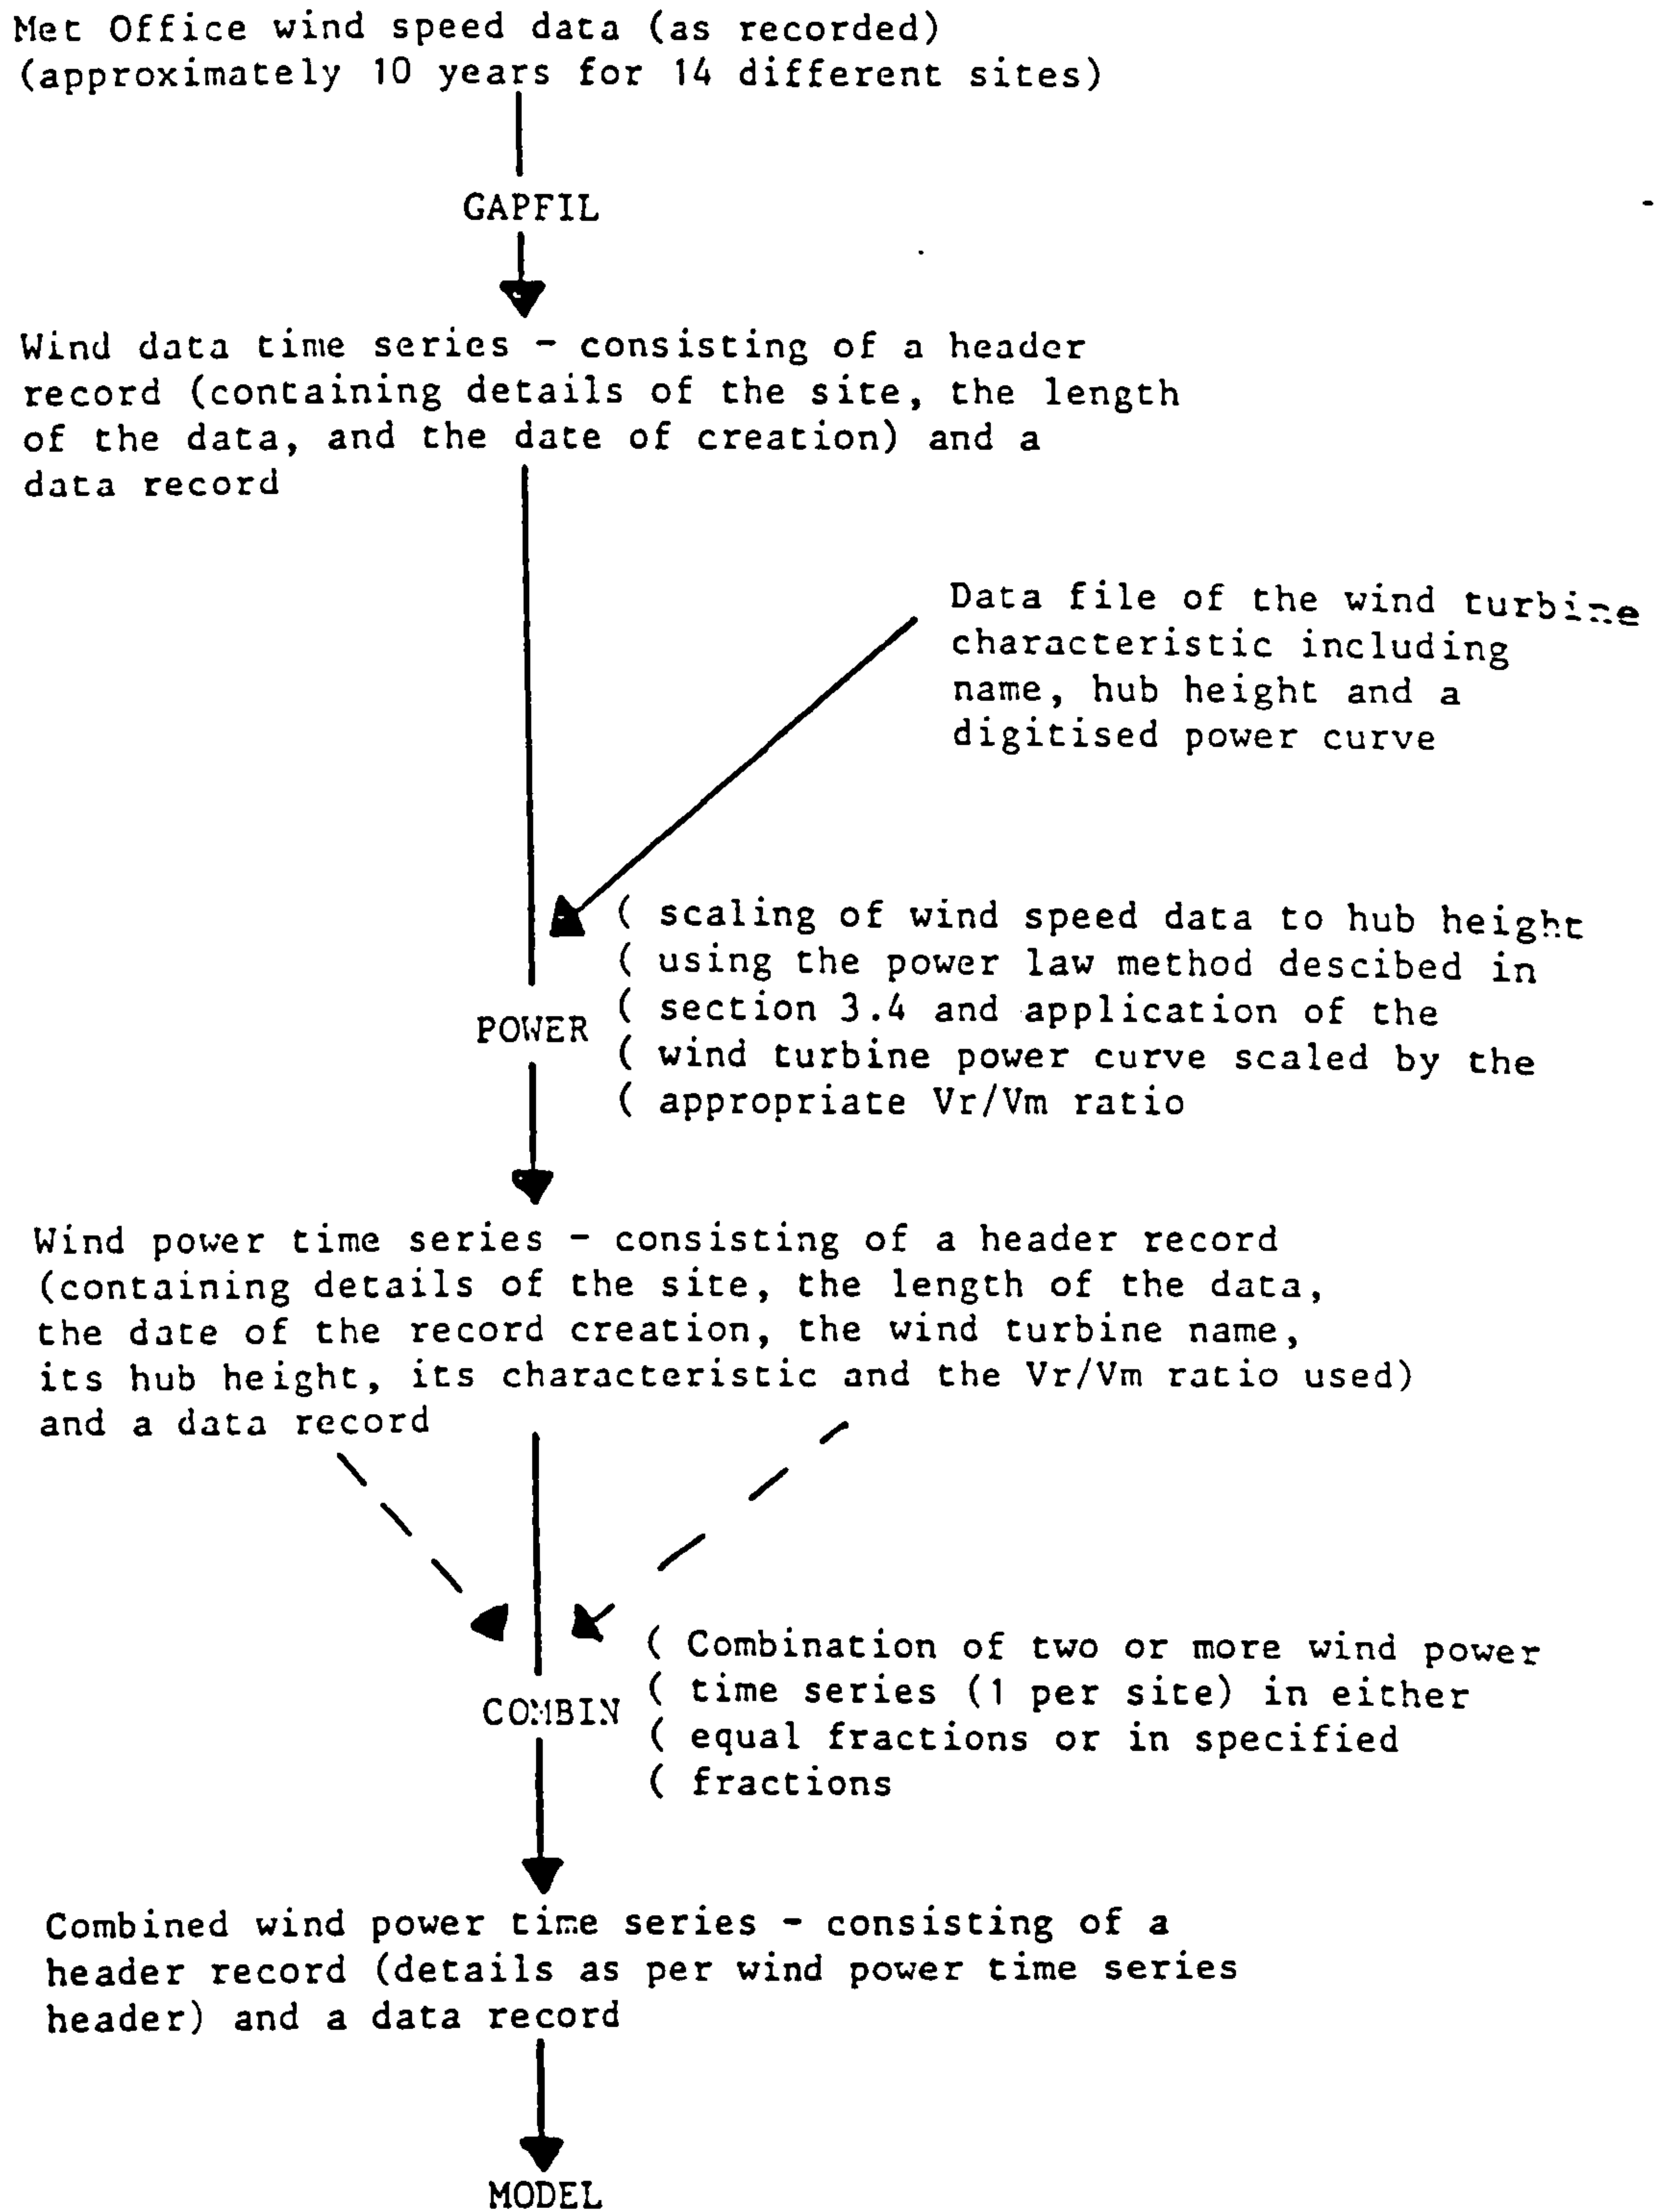 Met Office wind speed data (as recorded)
(approximately 10 years for 14 different sites)
GAPFIL
Wind data time series - consisting of a header
record (containing details of the site, the length
of the data, and the date of creation) and a
data record
Data file of the wind turbine
characteristic including
name, hub height and a
digitised power curve
( scaling of wind speed data to hub height
( using the power law method descibed in
( section 3.4 and application of the
( wind turbine power curve scaled by the
( appropriate Vr/Vm ratio
POWER
Wind power time series - consisting of a header record
(containing details of the site, the length of the data,
the date of the record creation, the wind turbine name,
its hub height, its characteristic and the Vr/Vm ratio used)
and a data record
( Combination of two or more wind power
( time series (1 per site) in either
( equal fractions or in specified
( fractions
COMBIN
Combined wind power time series - consisting of a
header record (details as per wind power time series
header) and a data record
MODEL